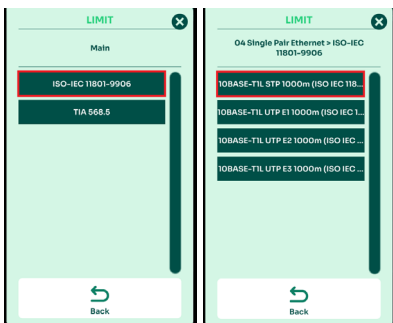 LIMIT
Main
ISO-IEC 11801-9906
TIA 568.5
Back
LIMIT
04 Single Pair Ethernet > ISO-IEC
11801-9906
10BASE-T1L STP 1000m (ISO IEC 118...
10BASE-T1L UTP E1 1000m (ISO IEC 1...
10BASE-T1L UTP E2 1000m (ISO IEC ...
10BASE-T1L UTP E3 1000m (ISO IEC ...
Back